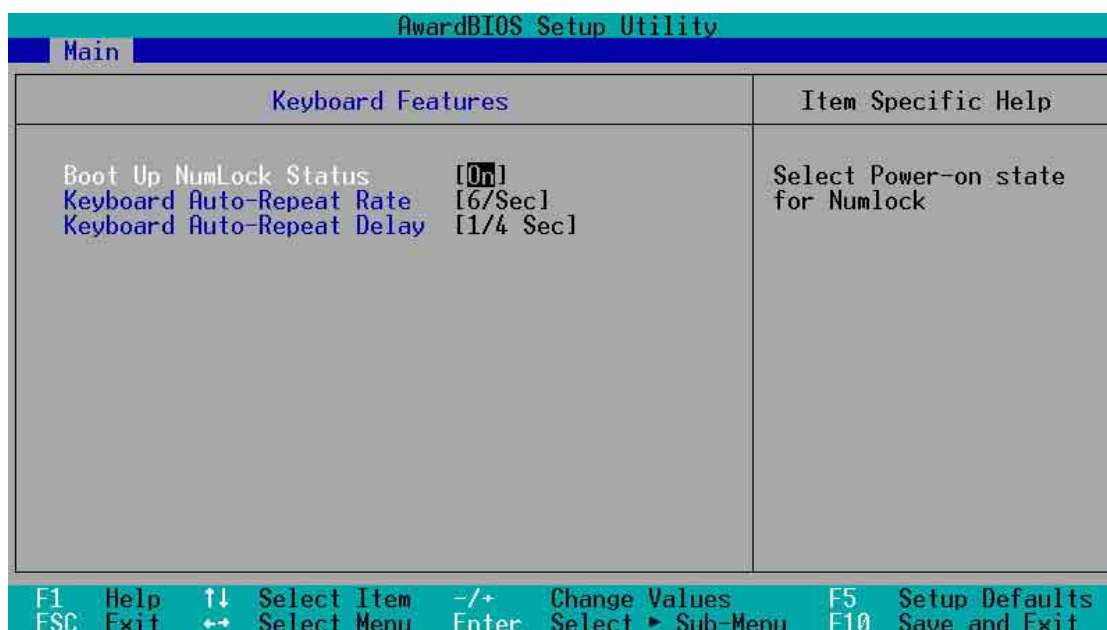 AwardBIOS Setup Utility
Main
Keyboard Features
Item Specific Help
Boot Up NumLock Status [On]
Keyboard Auto-Repeat Rate [6/Sec]
Keyboard Auto-Repeat Delay [1/4 Sec]
Select Power-on state
for Numlock
F1 Help ↑↓ Select Item -/+ Change Values F5 Setup Defaults
ESC Exit ←→ Select Menu Enter Select ► Sub-Menu F10 Save and Exit